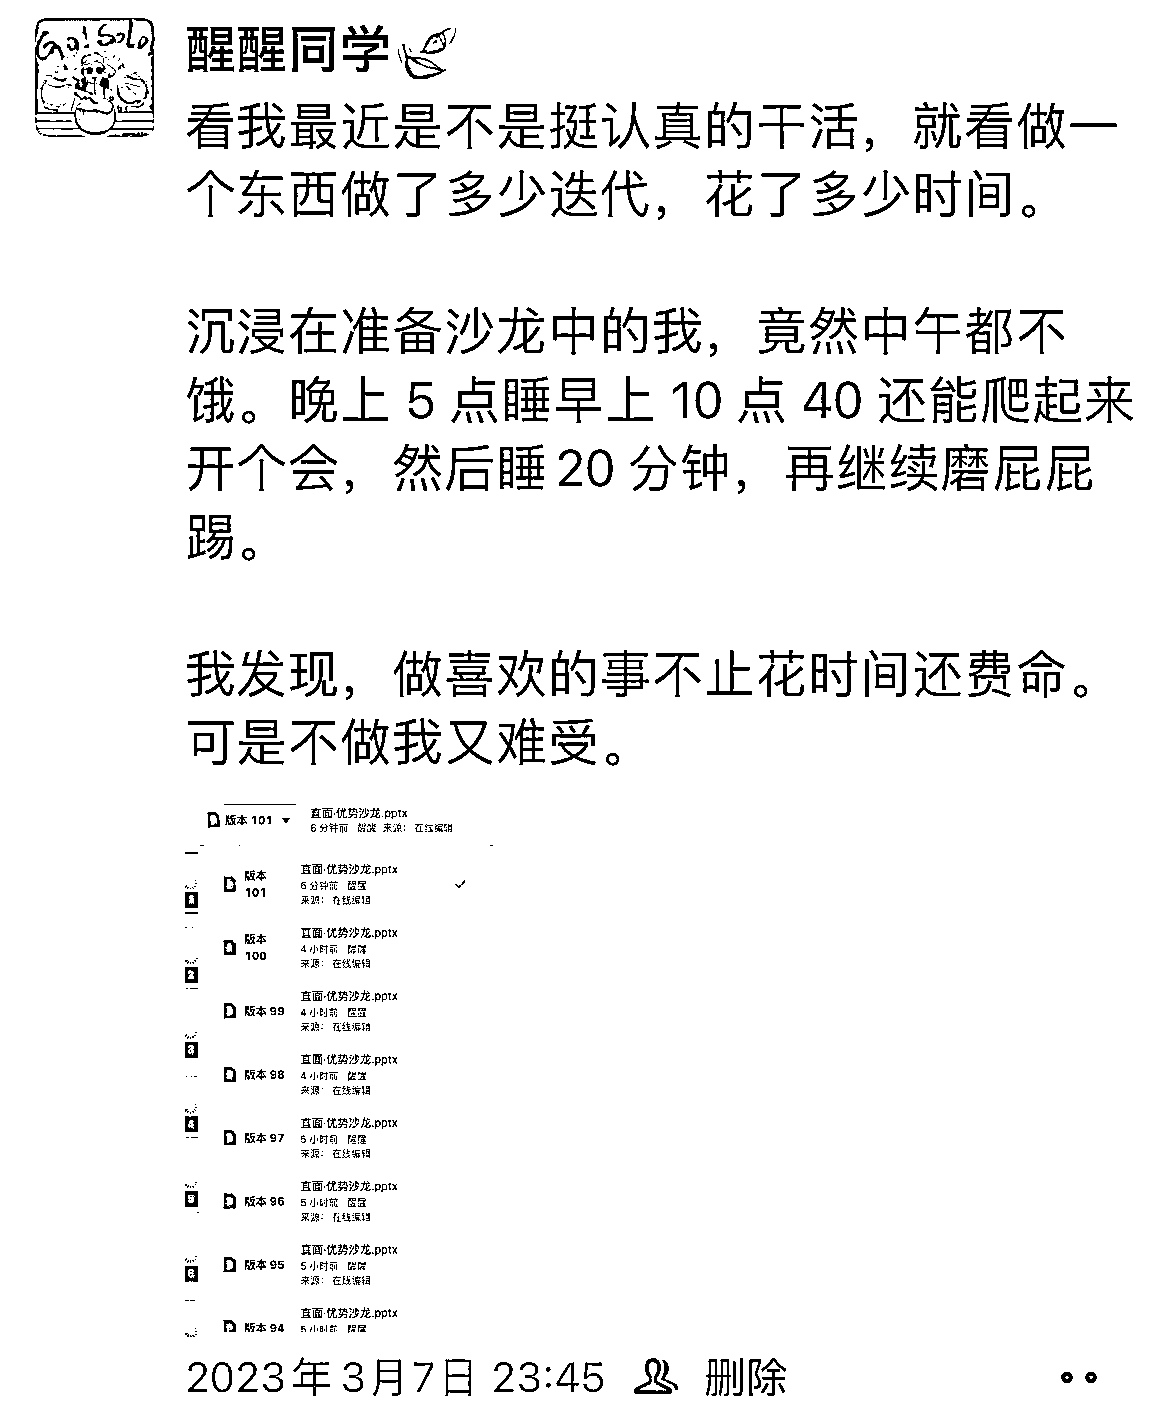 Go! Solo!
醒醒同学
看我最近是不是挺认真的干活，就看做一
个东西做了多少迭代，花了多少时间。
沉浸在准备沙龙中的我，竟然中午都不
饿。晚上 5 点睡早上 10 点 40 还能爬起来
开个会，然后睡 20 分钟，再继续磨屁屁
踢。
我发现，做喜欢的事不止花时间还费命。
可是不做我又难受。
版本 101 直面·优势沙龙.pptx
6 分钟前 醒醒 来源： 在线编辑
版本
101
直面·优势沙龙.pptx
6 分钟前 醒醒
来源： 在线编辑
版本
100
直面·优势沙龙.pptx
4 小时前 醒醒
来源： 在线编辑
版本 99
直面·优势沙龙.pptx
4 小时前 醒醒
来源： 在线编辑
版本 98
直面·优势沙龙.pptx
4 小时前 醒醒
来源： 在线编辑
版本 97
直面·优势沙龙.pptx
5 小时前 醒醒
来源： 在线编辑
版本 96
直面·优势沙龙.pptx
5 小时前 醒醒
来源： 在线编辑
版本 95
直面·优势沙龙.pptx
5 小时前 醒醒
来源： 在线编辑
版本 94
直面·优势沙龙.pptx
5 小时前 醒醒
2023年3月7日 23:45 删除